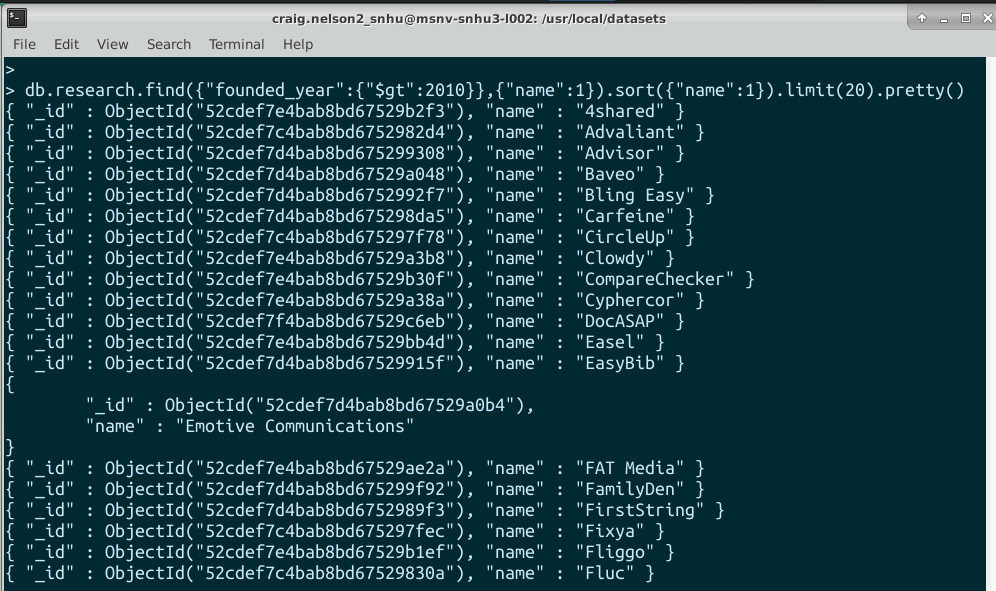 craig.nelson2_snhu@msnv-snhu3-l002: /usr/local/datasets
File Edit View Search Terminal Help
>
> db.research.find({"founded_year":{"$gt":2010}},{"name":1}).sort({"name":1}).limit(20).pretty()
{ "_id" : ObjectId("52cdef7e4bab8bd67529b2f3"), "name" : "4shared" }
{ "_id" : ObjectId("52cdef7c4bab8bd6752982d4"), "name" : "Advaliant" }
{ "_id" : ObjectId("52cdef7d4bab8bd675299308"), "name" : "Advisor" }
{ "_id" : ObjectId("52cdef7d4bab8bd67529a048"), "name" : "Baveo" }
{ "_id" : ObjectId("52cdef7d4bab8bd6752992f7"), "name" : "Bling Easy" }
{ "_id" : ObjectId("52cdef7d4bab8bd675298da5"), "name" : "Carfeine" }
{ "_id" : ObjectId("52cdef7c4bab8bd675297f78"), "name" : "CircleUp" }
{ "_id" : ObjectId("52cdef7d4bab8bd67529a3b8"), "name" : "Clowdy" }
{ "_id" : ObjectId("52cdef7e4bab8bd67529b30f"), "name" : "CompareChecker" }
{ "_id" : ObjectId("52cdef7d4bab8bd67529a38a"), "name" : "Cyphercor" }
{ "_id" : ObjectId("52cdef7f4bab8bd67529c6eb"), "name" : "DocASAP" }
{ "_id" : ObjectId("52cdef7e4bab8bd67529bb4d"), "name" : "Easel" }
{ "_id" : ObjectId("52cdef7d4bab8bd67529915f"), "name" : "EasyBib" }
{
"_id" : ObjectId("52cdef7d4bab8bd67529a0b4"),
"name" : "Emotive Communications"
}
{ "_id" : ObjectId("52cdef7e4bab8bd67529ae2a"), "name" : "FAT Media" }
{ "_id" : ObjectId("52cdef7d4bab8bd675299f92"), "name" : "FamilyDen" }
{ "_id" : ObjectId("52cdef7c4bab8bd6752989f3"), "name" : "FirstString" }
{ "_id" : ObjectId("52cdef7c4bab8bd675297fec"), "name" : "Fixya" }
{ "_id" : ObjectId("52cdef7e4bab8bd67529b1ef"), "name" : "Fliggo" }
{ "_id" : ObjectId("52cdef7c4bab8bd67529830a"), "name" : "Fluc" }